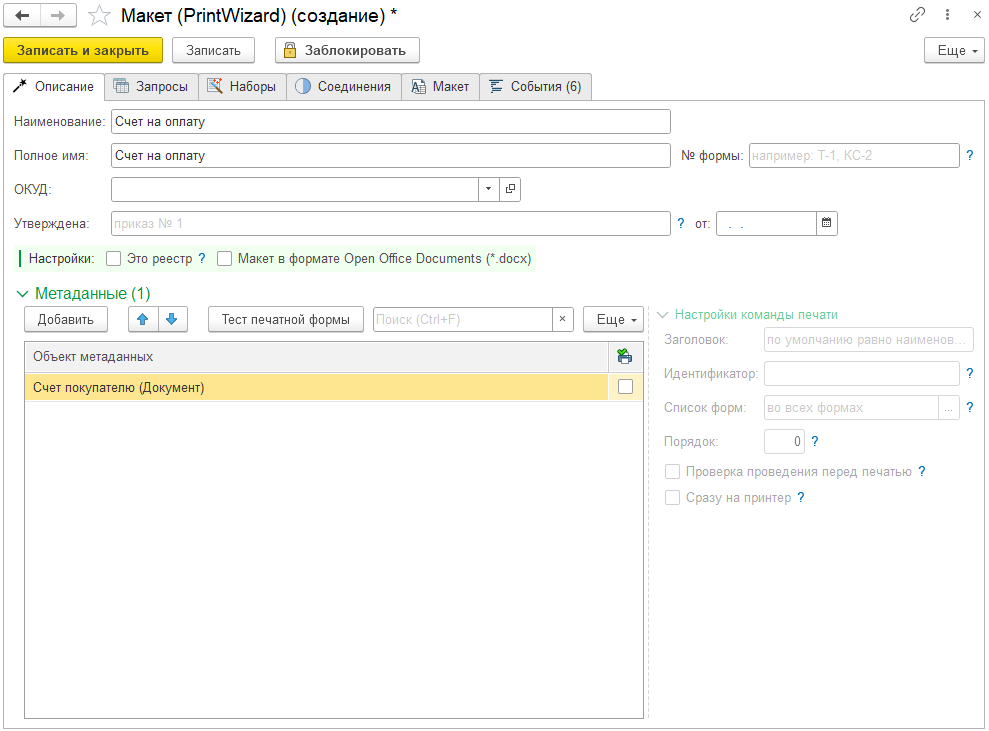 Макет (PrintWizard) (создание) *
Записать и закрыть Записать Заблокировать Еще
Описание Запросы Наборы Соединения Макет События (6)
Наименование: Счет на оплату
Полное имя: Счет на оплату № формы: например: Т-1, КС-2 ?
ОКУД:
Утверждена: приказ № 1 ? от: . .
Настройки: Это реестр ? Макет в формате Open Office Documents (*.docx)
Метаданные (1)
Добавить Тест печатной формы Поиск (Ctrl+F) × Еще
Объект метаданных
Счет покупателю (Документ)
Настройки команды печати
Заголовок: по умолчанию равно наименов...
Идентификатор: ?
Список форм: во всех формах ... ?
Порядок: 0 ?
Проверка проведения перед печатью ?
Сразу на принтер ?